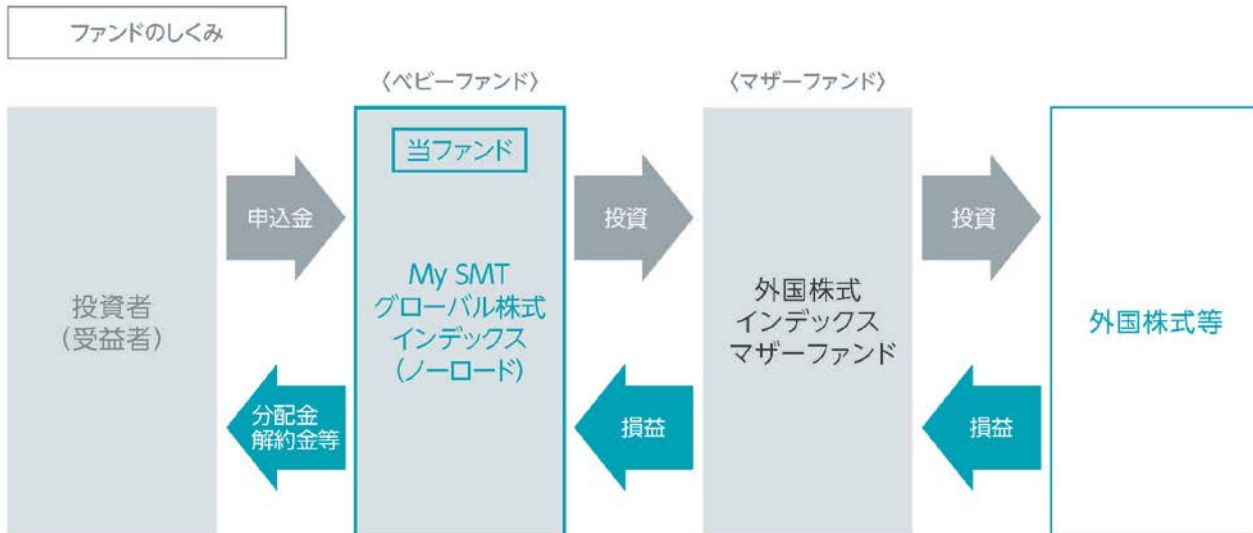 ファンドのしくみ
〈ベビーファンド〉
〈マザーファンド〉
投資者
(受益者)
申込金
分配金
解約金等
当ファンド
My SMT
グローバル株式
インデックス
(ノーロード)
投資
損益
外国株式
インデックス
マザーファンド
投資
損益
外国株式等